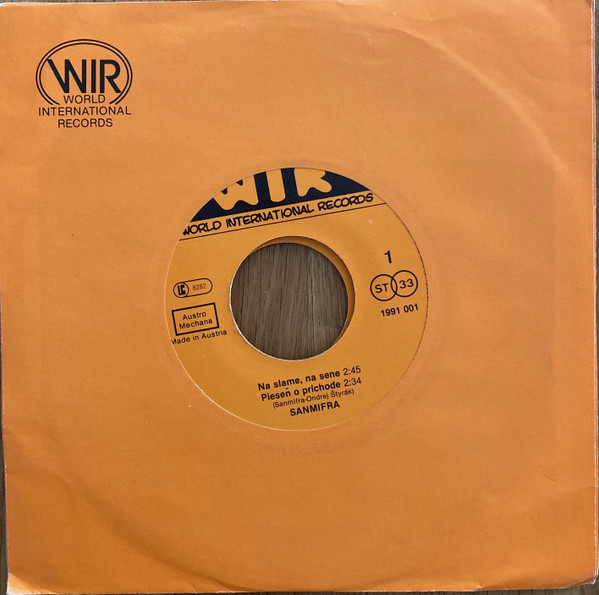 WIR
WORLD
INTERNATIONAL
RECORDS
WIR
WORLD INTERNATIONAL RECORDS
1
LC 8282
ST 33
Austro
Mechana
1991 001
Made in Austria
Na slame, na sene 2:45
Pieseň o príchode 2:34
(Sanmifra-Ondrej Štyrák)
SANMIFRA